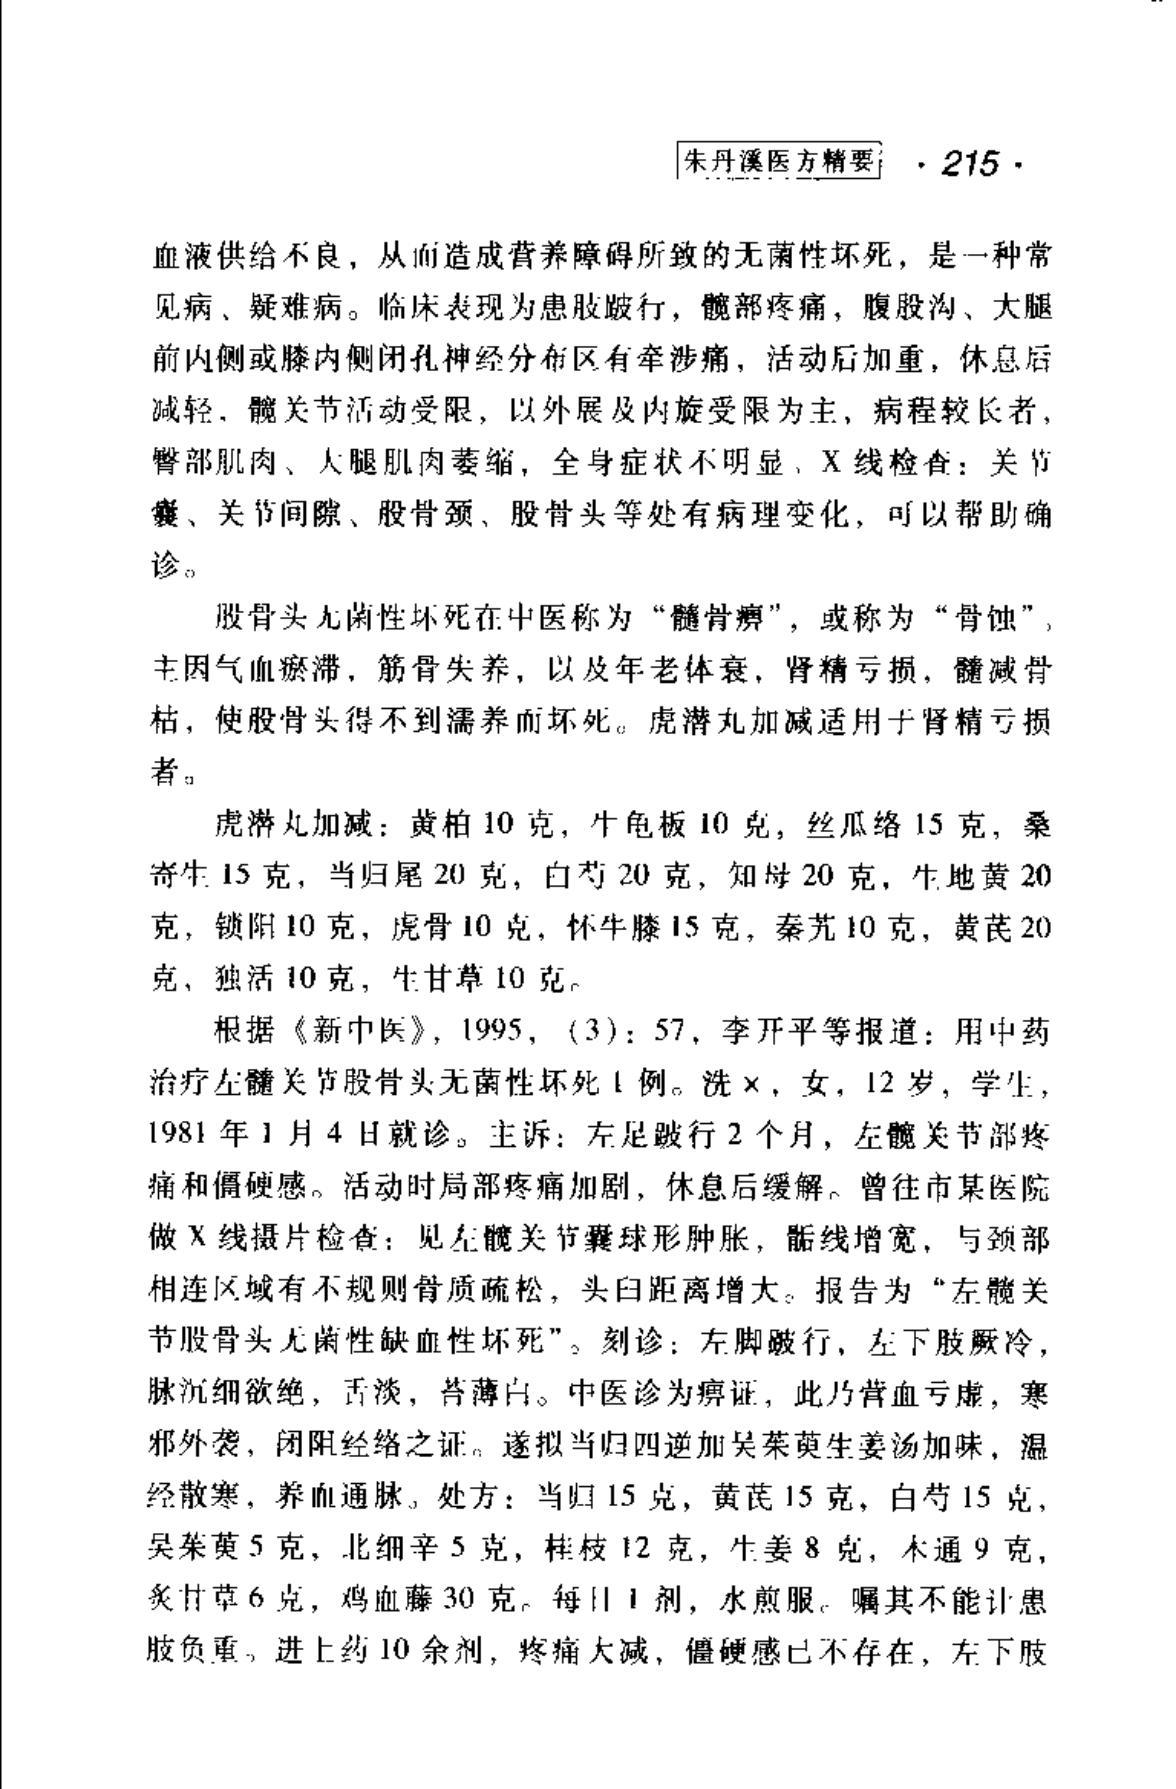 朱丹溪医方精要 · 215 ·
血液供给不良，从而造成营养障碍所致的无菌性坏死，是一种常
见病、疑难病。临床表现为患肢跛行，髋部疼痛，腹股沟、大腿
前内侧或膝内侧闭孔神经分布区有牵涉痛，活动后加重，休息后
减轻，髋关节活动受限，以外展及内旋受限为主，病程较长者，
臀部肌肉、大腿肌肉萎缩，全身症状不明显、X 线检查：关节
囊、关节间隙、股骨颈、股骨头等处有病理变化，可以帮助确
诊。
股骨头无菌性坏死在中医称为“髓骨痹”，或称为“骨蚀”。
主因气血瘀滞，筋骨失养，以及年老体衰，肾精亏损，髓减骨
枯，使股骨头得不到濡养而坏死。虎潜丸加减适用于肾精亏损
者。
虎潜丸加减：黄柏 10 克，牛龟板 10 克，丝瓜络 15 克，桑
寄生 15 克，当归尾 20 克，白芍 20 克，知母 20 克，生地黄 20
克，锁阳 10 克，虎骨 10 克，怀牛膝 15 克，秦艽 10 克，黄芪 20
克，独活 10 克，生甘草 10 克。
根据《新中医》，1995，（3）：57，李开平等报道：用中药
治疗左髓关节股骨头无菌性坏死 1 例。洗×，女，12 岁，学生，
1981 年 1 月 4 日就诊。主诉：左足跛行 2 个月，左髋关节部疼
痛和僵硬感。活动时局部疼痛加剧，休息后缓解。曾往市某医院
做 X 线摄片检查：见左髋关节囊球形肿胀，骺线增宽，与颈部
相连区域有不规则骨质疏松，头臼距离增大。报告为“左髋关
节股骨头无菌性缺血性坏死”。刻诊：左脚跛行，左下肢厥冷，
脉沉细欲绝，舌淡，苔薄白。中医诊为痹证，此乃营血亏虚，寒
邪外袭，闭阻经络之证。遂拟当归四逆加吴茱萸生姜汤加味，温
经散寒，养血通脉。处方：当归 15 克，黄芪 15 克，白芍 15 克，
吴茱萸 5 克，北细辛 5 克，桂枝 12 克，生姜 8 克，木通 9 克，
炙甘草 6 克，鸡血藤 30 克。每日 1 剂，水煎服。嘱其不能让患
肢负重。进上药 10 余剂，疼痛大减，僵硬感已不存在，左下肢